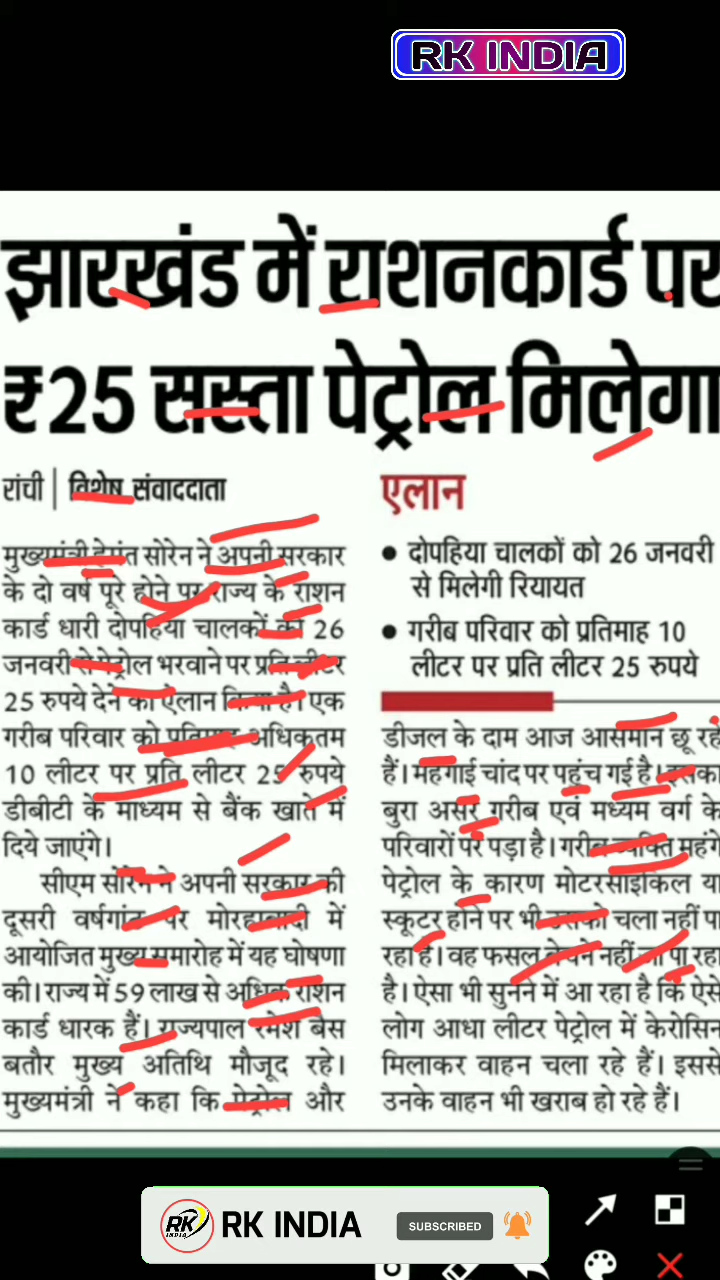 RK INDIA
झारखंड में राशनकार्ड पर
₹25 सस्ता पेट्रोल मिलेगा
रांची | विशेष संवाददाता
मुख्यमंत्री हेमंत सोरेन ने अपनी सरकार
के दो वर्ष पूरे होने पर राज्य के राशन
कार्ड धारी दोपहिया चालकों को 26
जनवरी से पेट्रोल भरवाने पर प्रति लीटर
25 रुपये देने का ऐलान किया है। एक
गरीब परिवार को प्रतिमाह अधिकतम
10 लीटर पर प्रति लीटर 25 रुपये
डीबीटी के माध्यम से बैंक खाते में
दिये जाएंगे।
सीएम सोरेन ने अपनी सरकार की
दूसरी वर्षगांठ पर मोरहाबादी में
आयोजित मुख्य समारोह में यह घोषणा
की। राज्य में 59 लाख से अधिक राशन
कार्ड धारक हैं। राज्यपाल रमेश बैस
बतौर मुख्य अतिथि मौजूद रहे।
मुख्यमंत्री ने कहा कि पेट्रोल और
एलान
• दोपहिया चालकों को 26 जनवरी
से मिलेगी रियायत
• गरीब परिवार को प्रतिमाह 10
लीटर पर प्रति लीटर 25 रुपये
डीजल के दाम आज आसमान छू रहे
हैं। महंगाई चांद पर पहुंच गई है। इसका
बुरा असर गरीब एवं मध्यम वर्ग के
परिवारों पर पड़ा है। गरीब व्यक्ति महंगे
पेट्रोल के कारण मोटरसाइकिल या
स्कूटर होने पर भी उसको चला नहीं पा
रहा है। वह फसल बेचने नहीं जा पा रहा
है। ऐसा भी सुनने में आ रहा है कि ऐसे
लोग आधा लीटर पेट्रोल में केरोसिन
मिलाकर वाहन चला रहे हैं। इससे
उनके वाहन भी खराब हो रहे हैं।
RK INDIA
RK INDIA
SUBSCRIBED